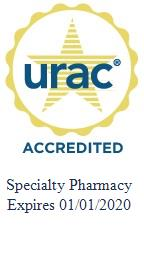 urac®
ACCREDITED
Specialty Pharmacy
Expires 01/01/2020